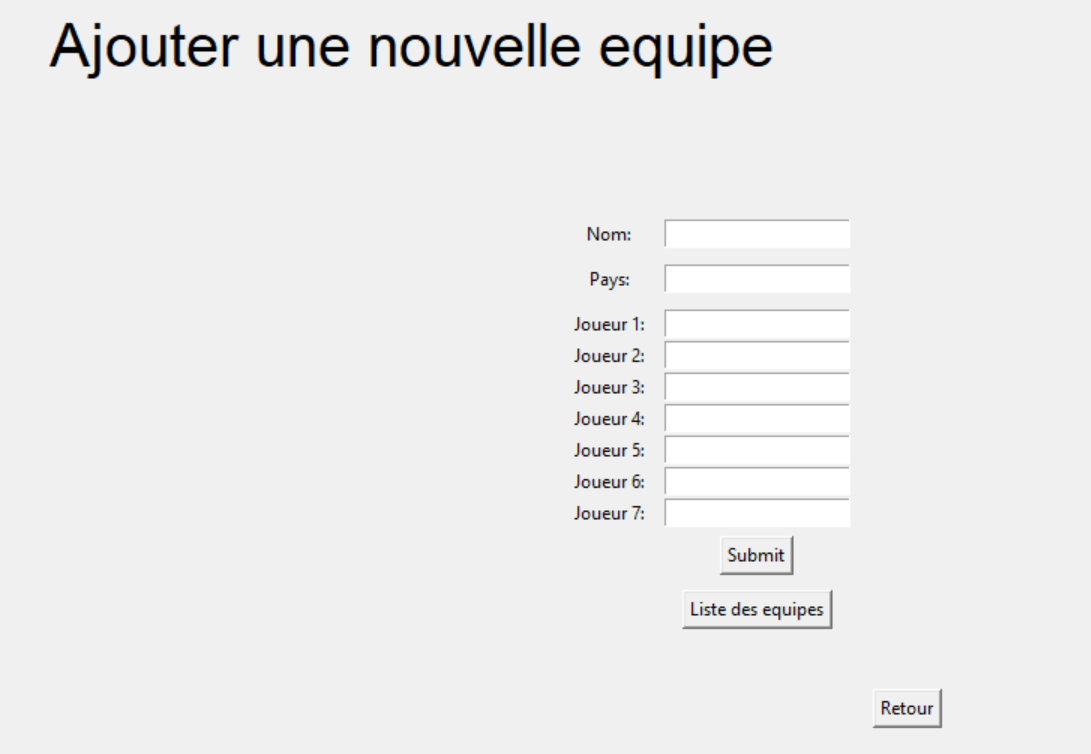 Ajouter une nouvelle equipe
Nom:
Pays:
Joueur 1:
Joueur 2:
Joueur 3:
Joueur 4:
Joueur 5:
Joueur 6:
Joueur 7:
Submit
Liste des equipes
Retour